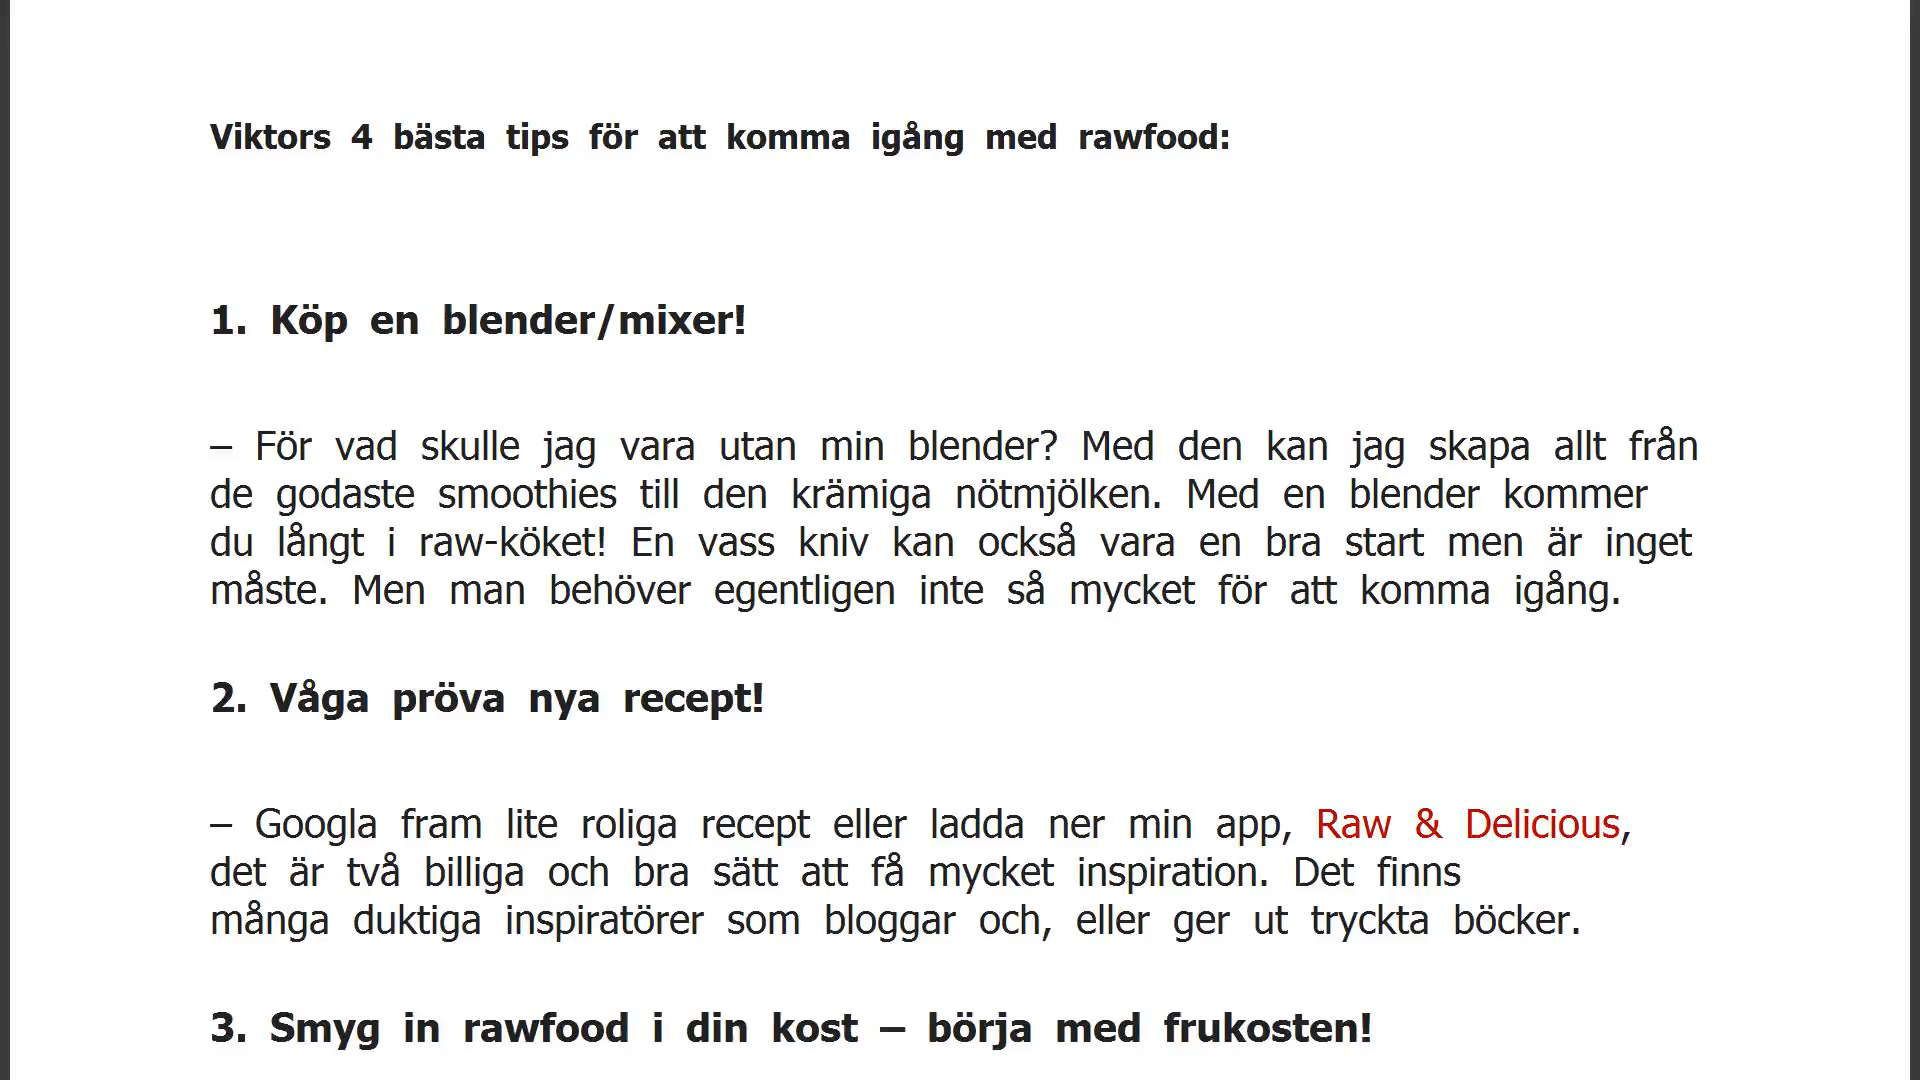 Viktors 4 bästa tips för att komma igång med rawfood:
1. Köp en blender/mixer!
– För vad skulle jag vara utan min blender? Med den kan jag skapa allt från
de godaste smoothies till den krämiga nötmjölken. Med en blender kommer
du långt i raw-köket! En vass kniv kan också vara en bra start men är inget
måste. Men man behöver egentligen inte så mycket för att komma igång.
2. Våga pröva nya recept!
– Googla fram lite roliga recept eller ladda ner min app, Raw & Delicious,
det är två billiga och bra sätt att få mycket inspiration. Det finns
många duktiga inspiratörer som bloggar och, eller ger ut tryckta böcker.
3. Smyg in rawfood i din kost – börja med frukosten!